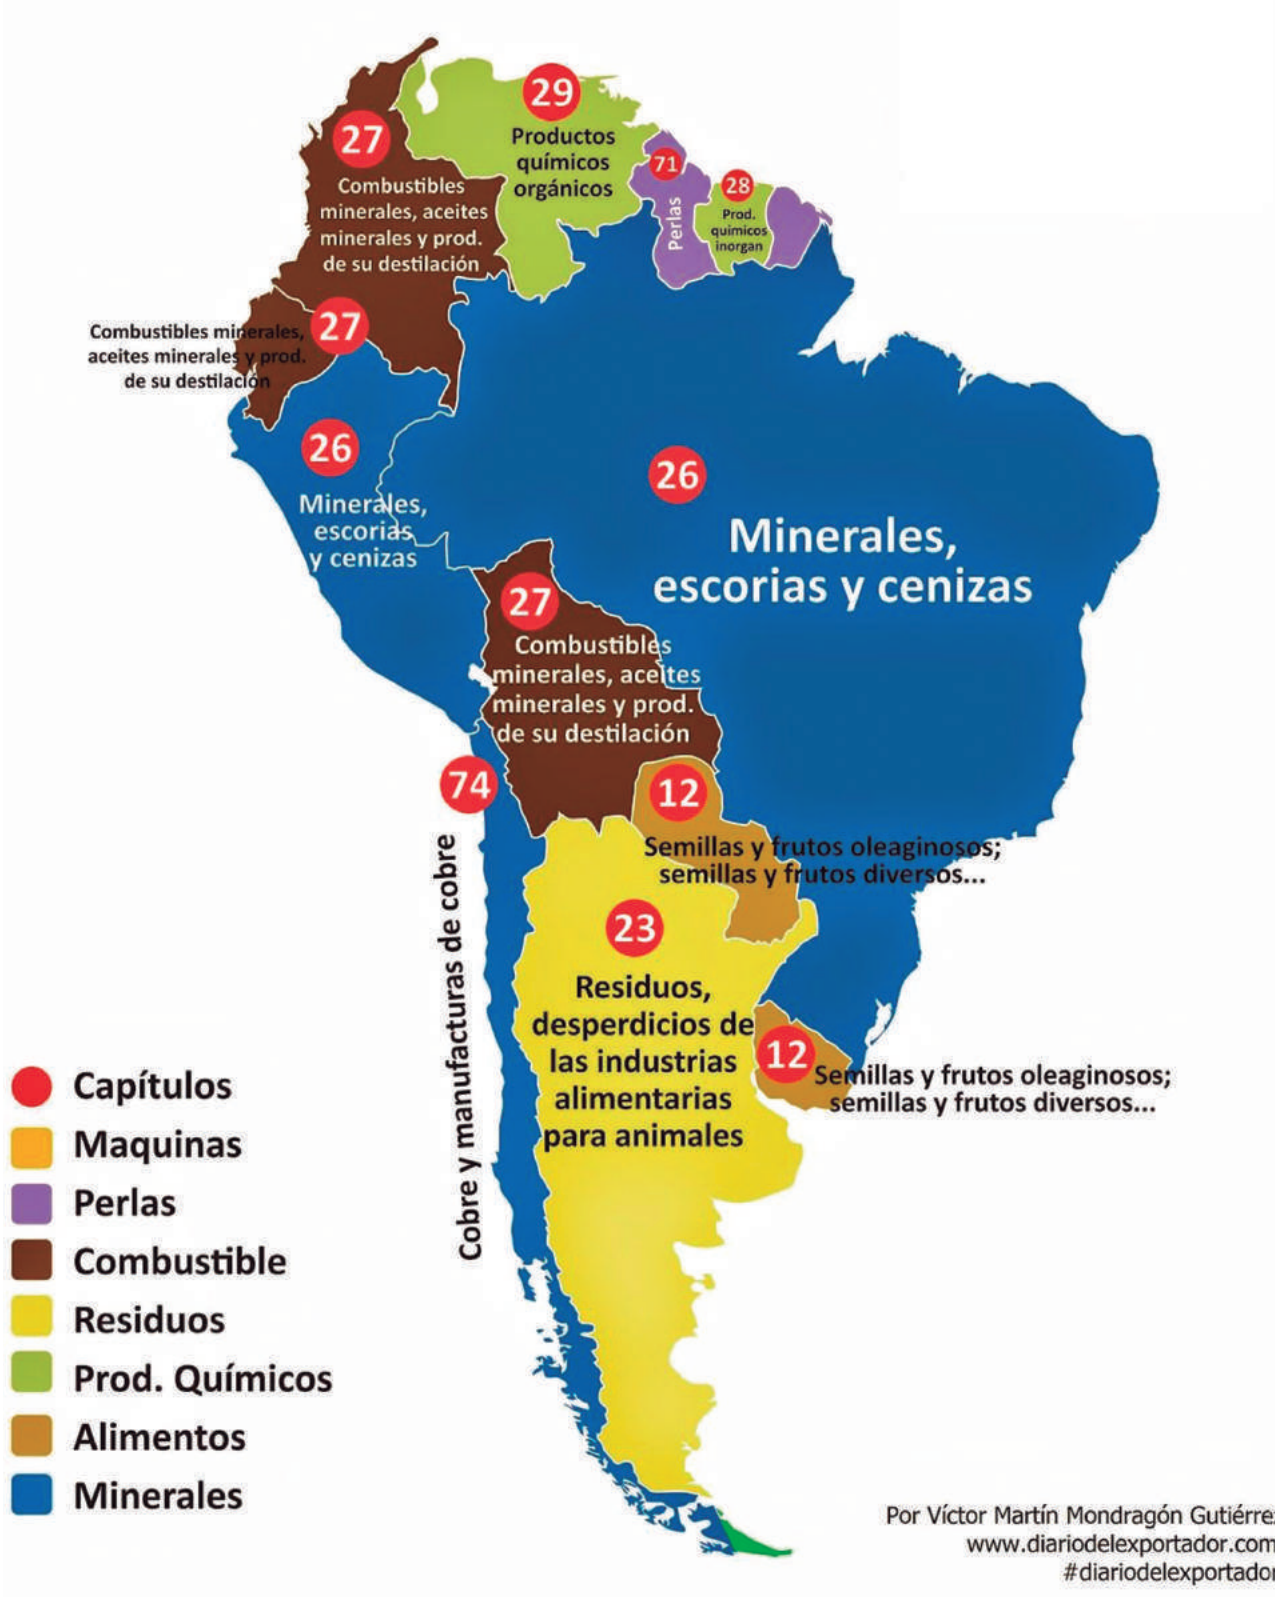 29
Productos
químicos
orgánicos
27
Combustibles
minerales, aceites
minerales y prod.
de su destilación
71
Perlas
28
Prod.
quimicos
inorgan
27
Combustibles minerales,
aceites minerales y prod.
de su destilación
26
Minerales,
escorias
y cenizas
26
Minerales,
escorias y cenizas
27
Combustibles
minerales, aceites
minerales y prod.
de su destilación
74
Cobre y manufacturas de cobre
12
Semillas y frutos oleaginosos;
semillas y frutos diversos...
23
Residuos,
desperdicios de
las industrias
alimentarias
para animales
12
Semillas y frutos oleaginosos;
semillas y frutos diversos...
Capítulos
Maquinas
Perlas
Combustible
Residuos
Prod. Químicos
Alimentos
Minerales
Por Víctor Martín Mondragón Gutiérrez
www.diariodelexportador.com
#diariodelexportador